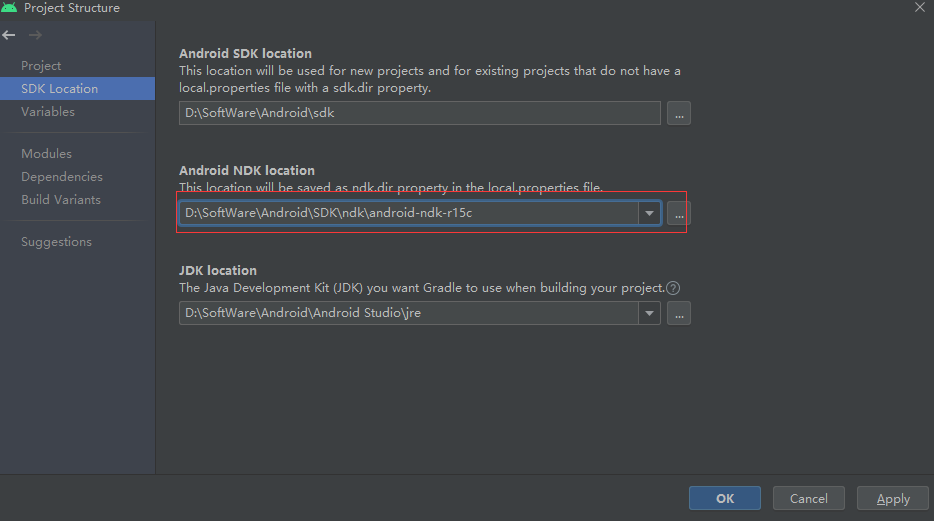 Project Structure
Project
SDK Location
Variables
Modules
Dependencies
Build Variants
Suggestions
Android SDK location
This location will be used for new projects and for existing projects that do not have a
local.properties file with a sdk.dir property.
D:\SoftWare\Android\sdk
...
Android NDK location
This location will be saved as ndk.dir property in the local.properties file.
D:\SoftWare\Android\SDK\ndk\android-ndk-r15c
...
JDK location
The Java Development Kit (JDK) you want Gradle to use when building your project.?
D:\SoftWare\Android\Android Studio\jre
...
OK
Cancel
Apply